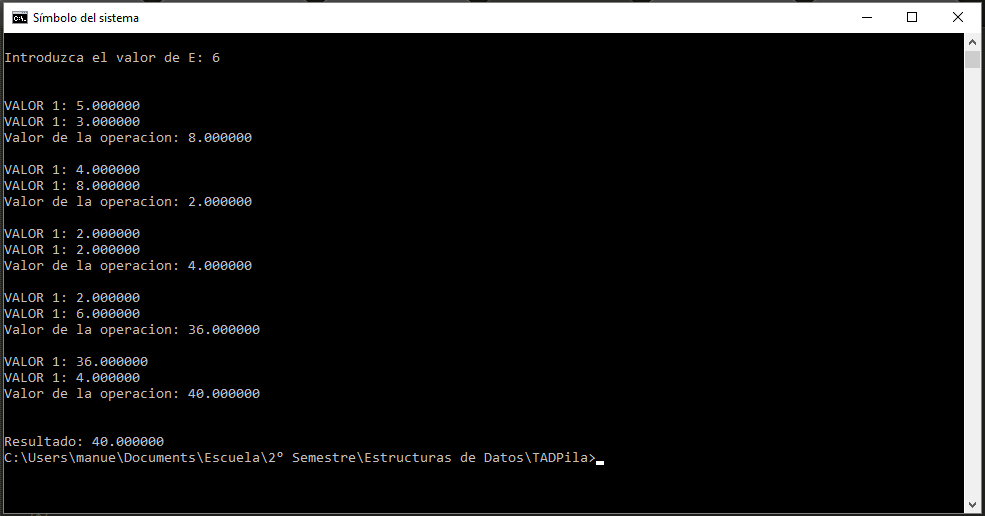 Símbolo del sistema
Introduzca el valor de E: 6
VALOR 1: 5.000000
VALOR 1: 3.000000
Valor de la operacion: 8.000000
VALOR 1: 4.000000
VALOR 1: 8.000000
Valor de la operacion: 2.000000
VALOR 1: 2.000000
VALOR 1: 2.000000
Valor de la operacion: 4.000000
VALOR 1: 2.000000
VALOR 1: 6.000000
Valor de la operacion: 36.000000
VALOR 1: 36.000000
VALOR 1: 4.000000
Valor de la operacion: 40.000000
Resultado: 40.000000
C:\Users\manue\Documents\Escuela\2º Semestre\Estructuras de Datos\TADPila>